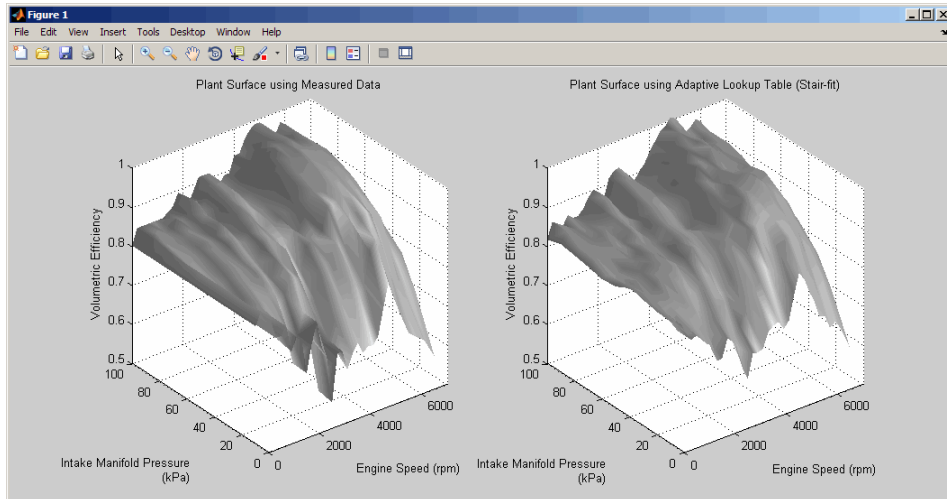 Figure 1
File Edit View Insert Tools Desktop Window Help
Plant Surface using Measured Data
1
0.9
0.8
0.7
0.6
0.5
Volumetric Efficiency
100
80
60
40
20
0
Intake Manifold Pressure
(kPa)
0
2000
4000
6000
Engine Speed (rpm)
Plant Surface using Adaptive Lookup Table (Stair-fit)
1
0.9
0.8
0.7
0.6
0.5
Volumetric Efficiency
100
80
60
40
20
0
Intake Manifold Pressure
(kPa)
0
2000
4000
6000
Engine Speed (rpm)